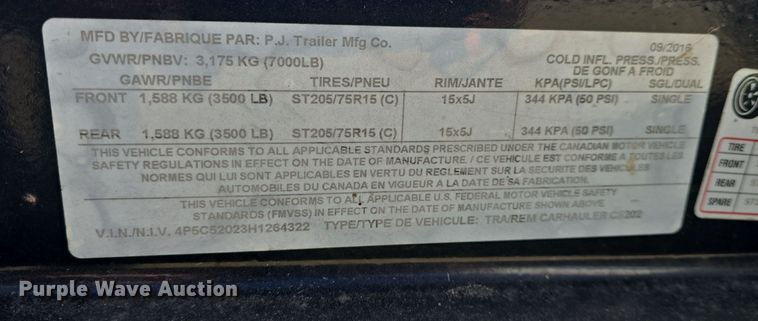 MFD BY/FABRIQUE PAR: P.J. Trailer Mfg Co.
09/2016
GVWR/PNBV: 3,175 KG (7000LB)
COLD INFL. PRESS./PRESS.
DE GONF A FROID
GAWR/PNBE TIRES/PNEU RIM/JANTE KPA(PSI/LPC) SGL/DUAL
FRONT 1,588 KG (3500 LB) ST205/75R15 (C) 15x5J 344 KPA (50 PSI) SINGLE
REAR 1,588 KG (3500 LB) ST205/75R15 (C) 15x5J 344 KPA (50 PSI) SINGLE
THIS VEHICLE CONFORMS TO ALL APPLICABLE STANDARDS PRESCRIBED UNDER THE CANADIAN MOTOR VEHICLE
SAFETY REGULATIONS IN EFFECT ON THE DATE OF MANUFACTURE / CE VEHICULE EST CONFORME A TOUTES LES
NORMES QUI LUI SONT APPLICABLES EN VERTU DU REGLEMENT SUR LA SECURITE DES VEHICULES
AUTOMOBILES DU CANADA EN VIGUEUR A LA DATE DE SA FABRICATION.
THIS VEHICLE CONFORMS TO ALL APPLICABLE U.S. FEDERAL MOTOR VEHICLE SAFETY
STANDARDS (FMVSS) IN EFFECT ON THE DATE OF MANUFACTURE SHOWN ABOVE
V.I.N./N.I.V. 4P5C52023H1264322 TYPE/TYPE DE VEHICULE: TRA/REM CARHAULER C5202
TIRE
FRONT
REAR
SPARE
Purple Wave Auction